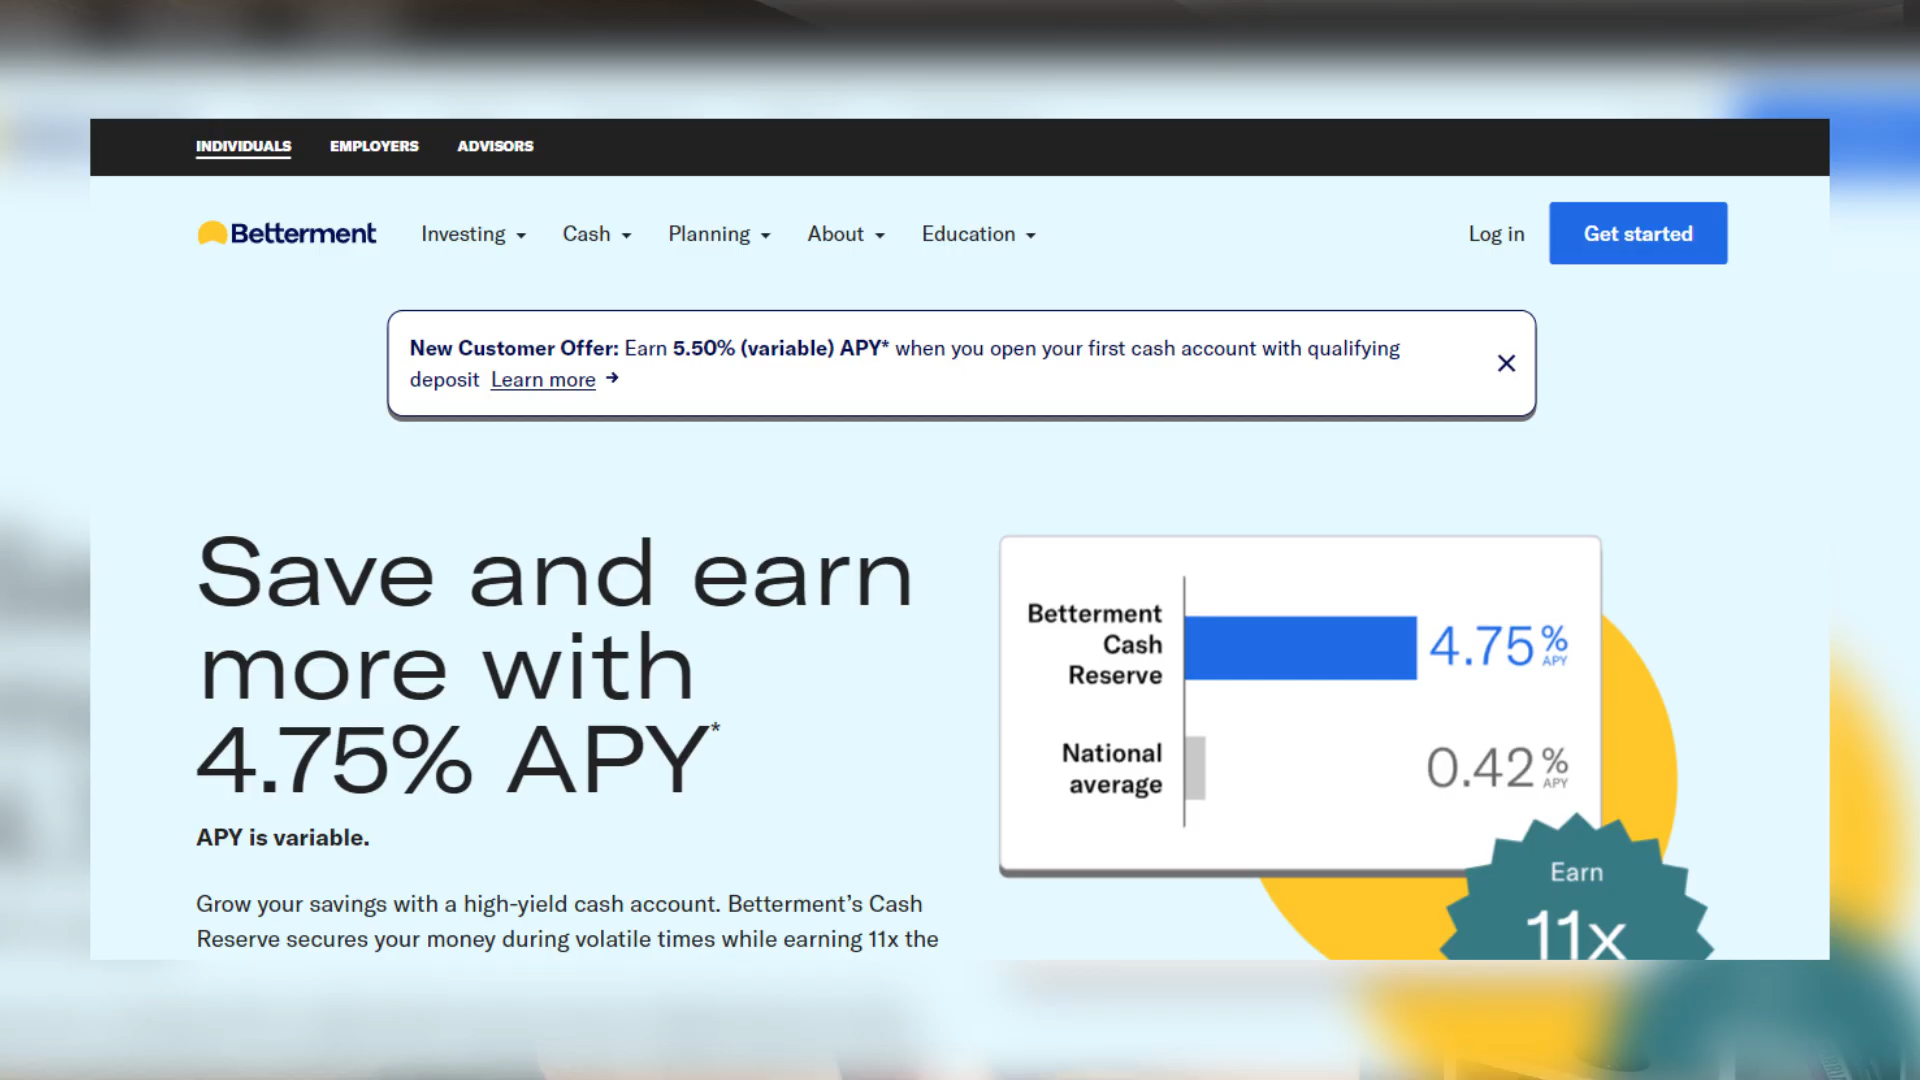 INDIVIDUALS EMPLOYERS ADVISORS
Betterment Investing Cash Planning About Education Log in Get started
New Customer Offer: Earn 5.50% (variable) APY* when you open your first cash account with qualifying
deposit Learn more →
Save and earn
more with
4.75% APY*
APY is variable.
Grow your savings with a high-yield cash account. Betterment’s Cash
Reserve secures your money during volatile times while earning 11x the
Betterment
Cash
Reserve
4.75% APY
National
average
0.42% APY
Earn
11x